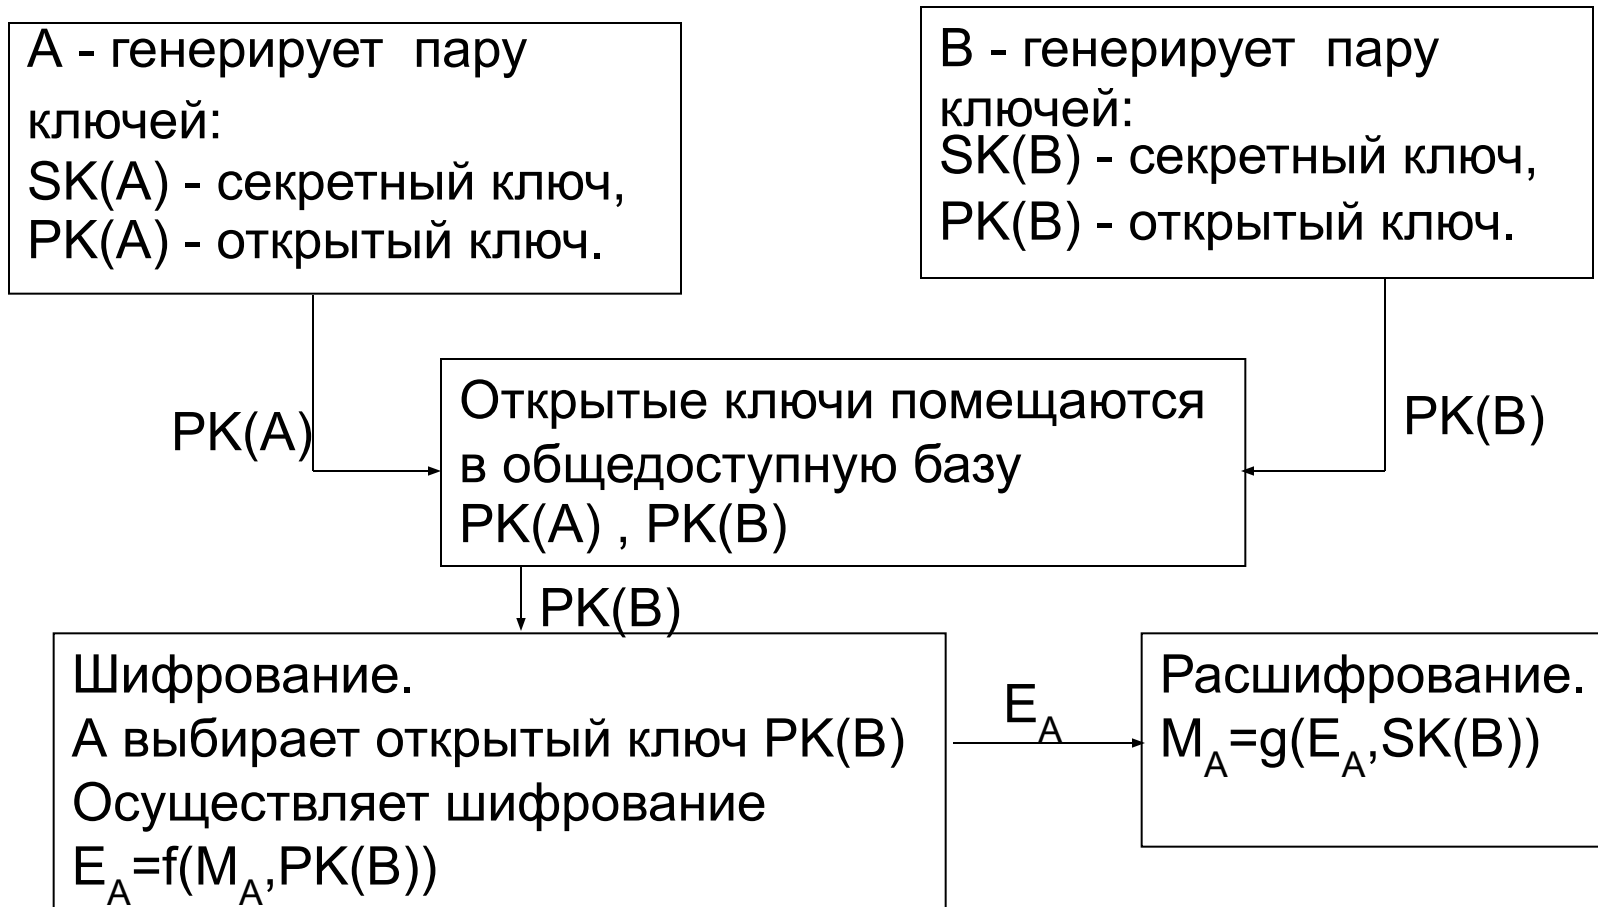 А - генерирует пару
ключей:
SK(A) - секретный ключ,
PK(A) - открытый ключ.
В - генерирует пару
ключей:
SK(B) - секретный ключ,
PK(B) - открытый ключ.
PK(A)
Открытые ключи помещаются
в общедоступную базу
PK(A) , PK(B)
PK(B)
PK(B)
Шифрование.
А выбирает открытый ключ PK(B)
Осуществляет шифрование
E_A=f(M_A,PK(B))
E_A
Расшифрование.
M_A=g(E_A,SK(B))